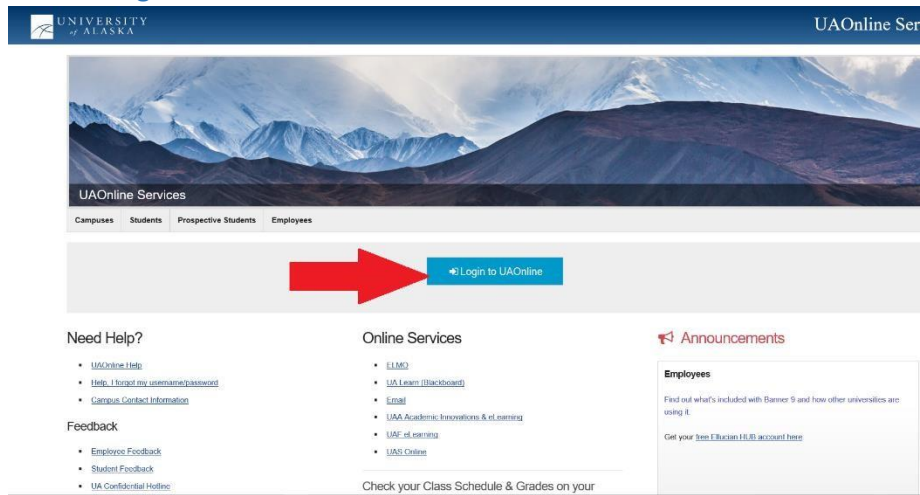 UNIVERSITY
of ALASKA
UAOnline Ser
UAOnline Services
Campuses Students Prospective Students Employees
Login to UAOnline
Need Help?
UAOnline Help
Help, I forgot my username/password
Campus Contact Information
Feedback
Employee Feedback
Student Feedback
UA Confidential Hotline
Online Services
ELMO
UA Learn (Blackboard)
Email
UAA Academic Innovations & eLearning
UAF eLearning
UAS Online
Check your Class Schedule & Grades on your
Announcements
Employees
Find out what's included with Banner 9 and how other universities are
using it.
Get your free Ellucian HUB account here